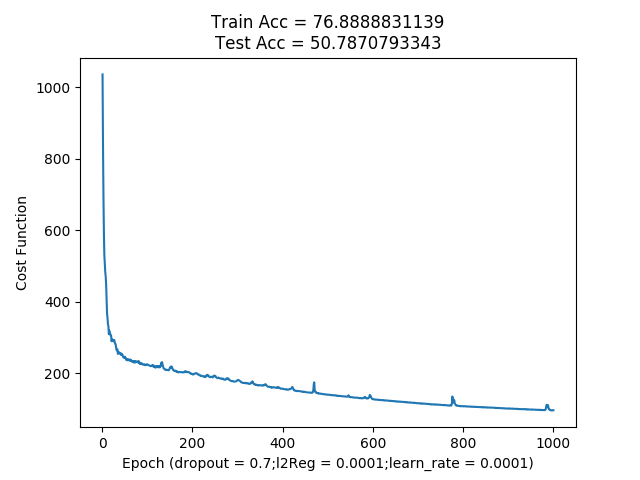 Train Acc = 76.8888831139
Test Acc = 50.7870793343
1000
800
600
400
200
Cost Function
0 200 400 600 800 1000
Epoch (dropout = 0.7;l2Reg = 0.0001;learn_rate = 0.0001)